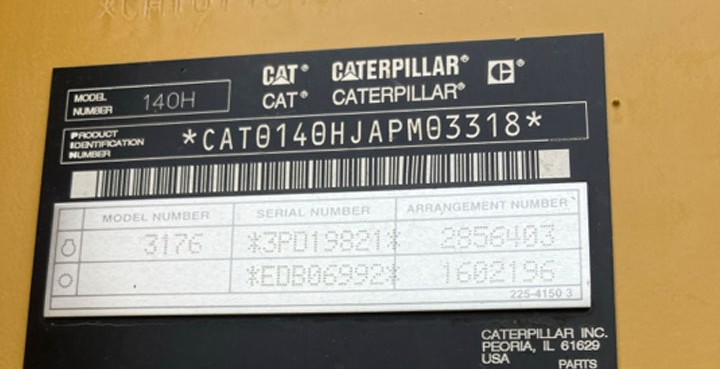 CAT® CATERPILLAR®
MODEL NUMBER 140H CAT® CATERPILLAR®
PRODUCT IDENTIFICATION NUMBER *CAT0140HJAPM03318*
MODEL NUMBER SERIAL NUMBER ARRANGEMENT NUMBER
3176 *3PD19821* 2856403
*EDB06992* 1602196
225-4150 3
CATERPILLAR INC.
PEORIA, IL 61629
USA PARTS